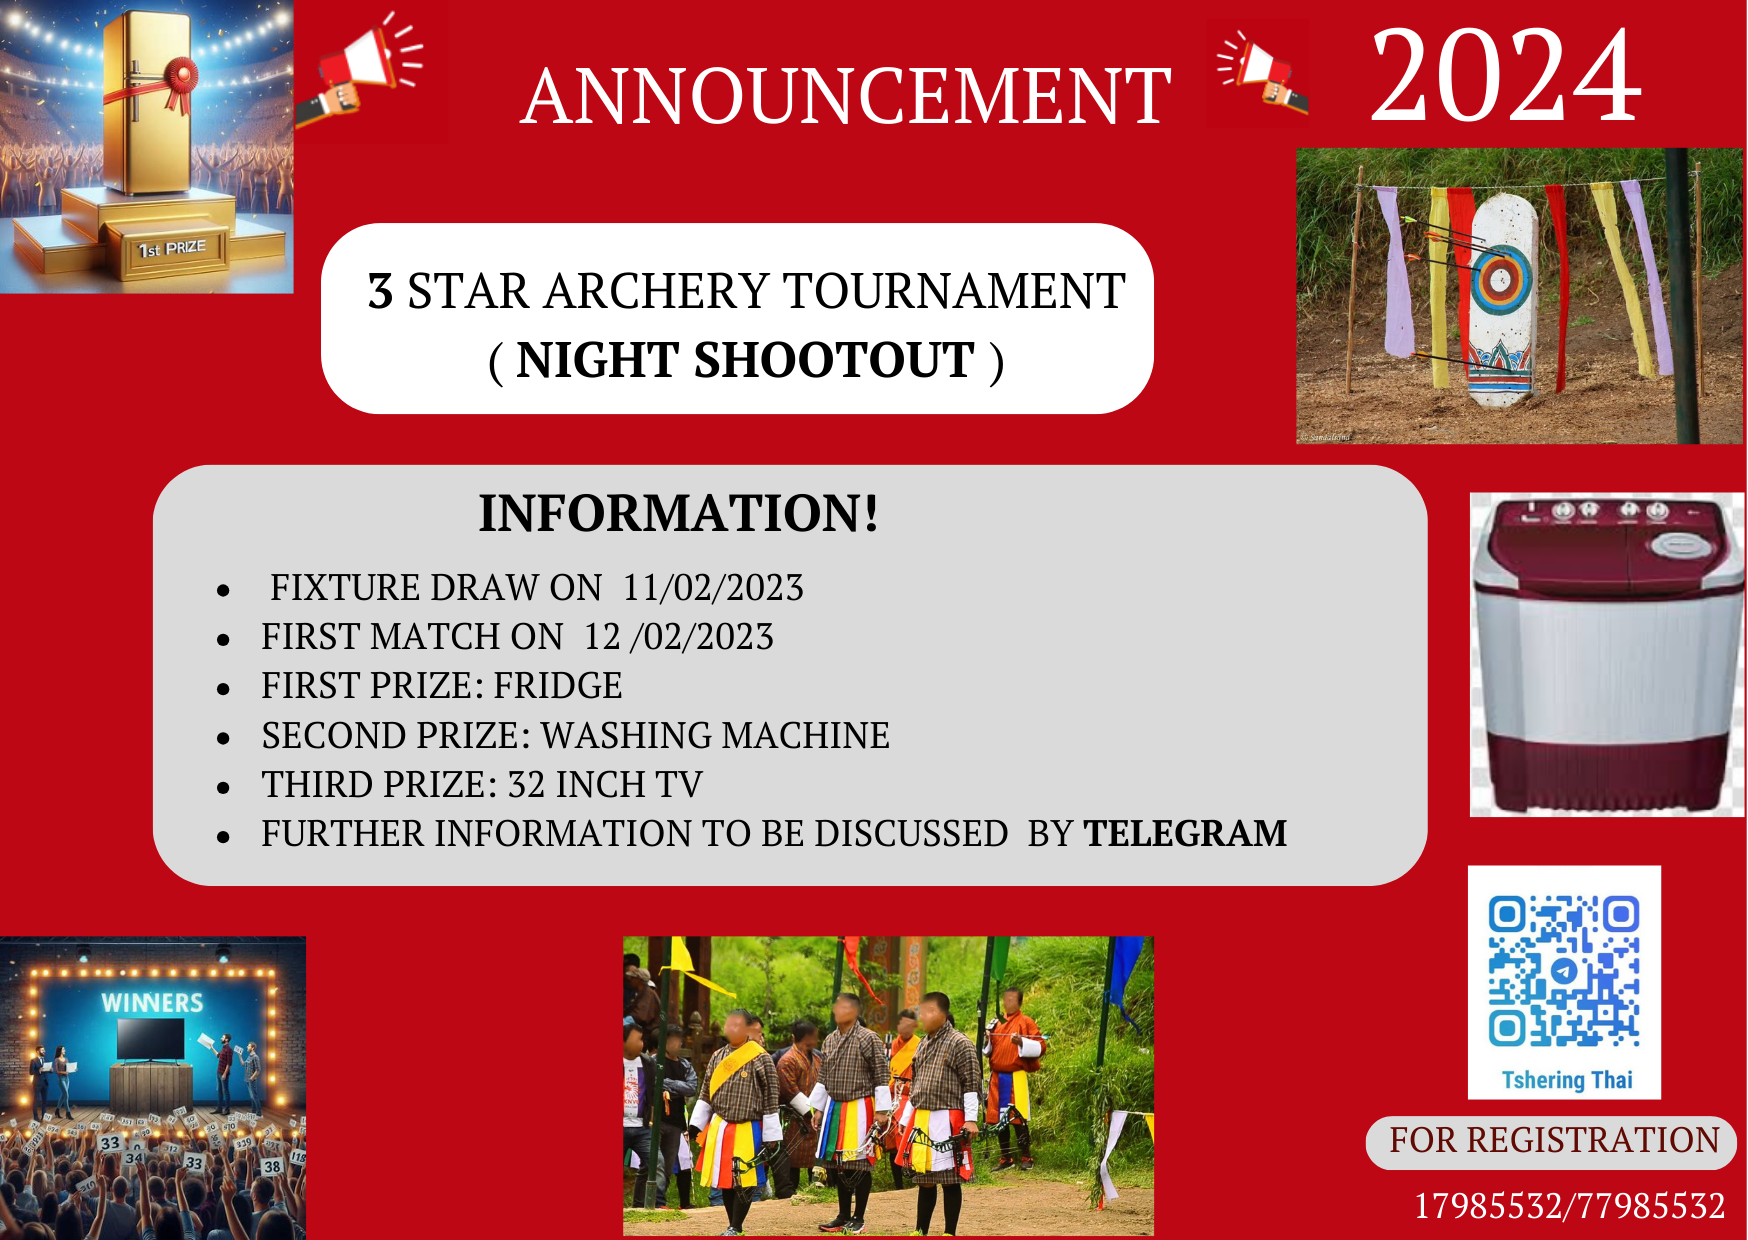 ANNOUNCEMENT
2024
1st PRIZE
3 STAR ARCHERY TOURNAMENT
( NIGHT SHOOTOUT )
INFORMATION!
• FIXTURE DRAW ON 11/02/2023
• FIRST MATCH ON 12 /02/2023
• FIRST PRIZE: FRIDGE
• SECOND PRIZE: WASHING MACHINE
• THIRD PRIZE: 32 INCH TV
• FURTHER INFORMATION TO BE DISCUSSED BY TELEGRAM
WINNERS
33
34
33
38
Tshering Thai
FOR REGISTRATION
17985532/77985532